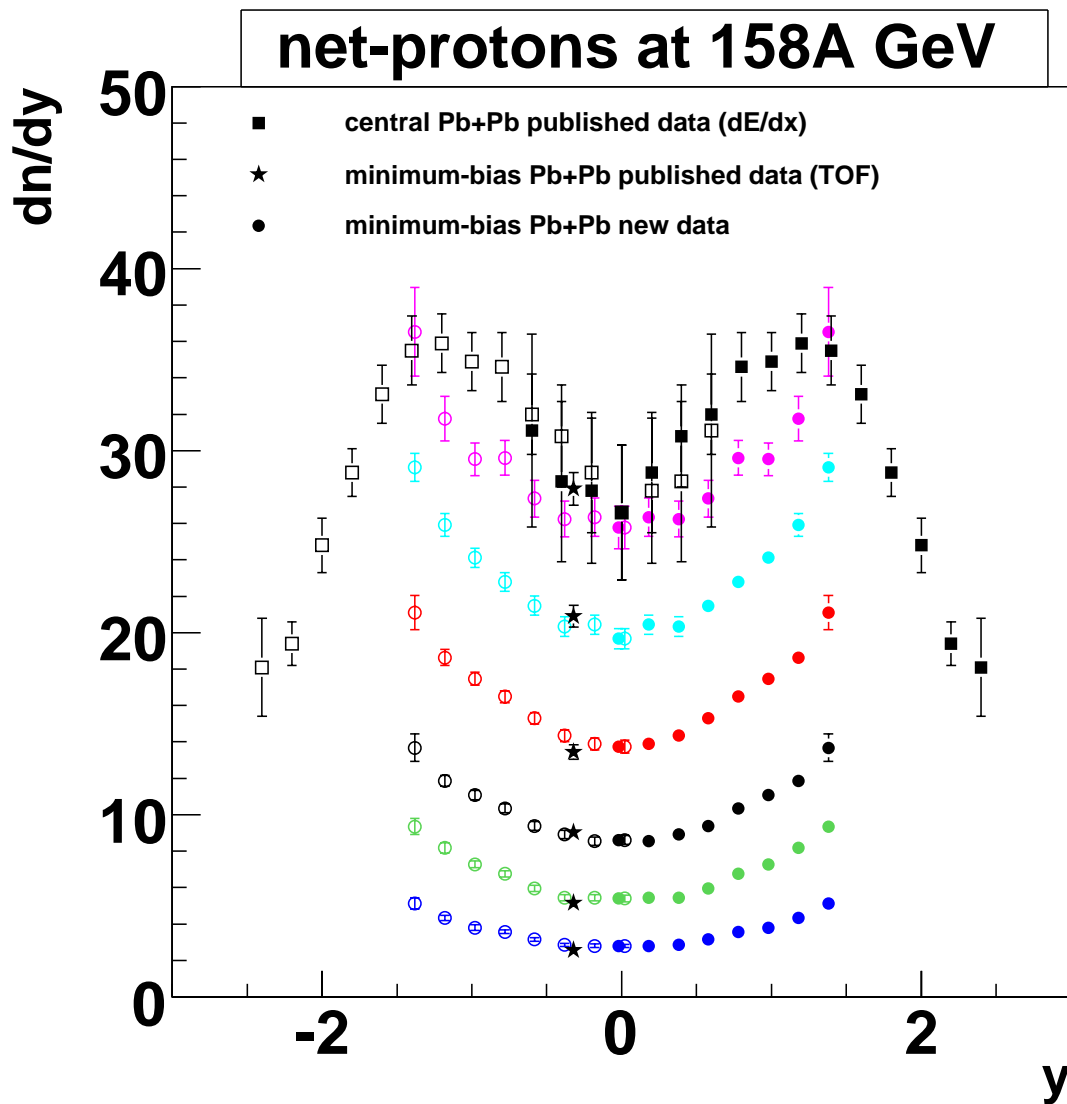 net-protons at 158A GeV
dn/dy
50
central Pb+Pb published data (dE/dx)
minimum-bias Pb+Pb published data (TOF)
minimum-bias Pb+Pb new data
40
30
20
10
0
-2 0 2
y